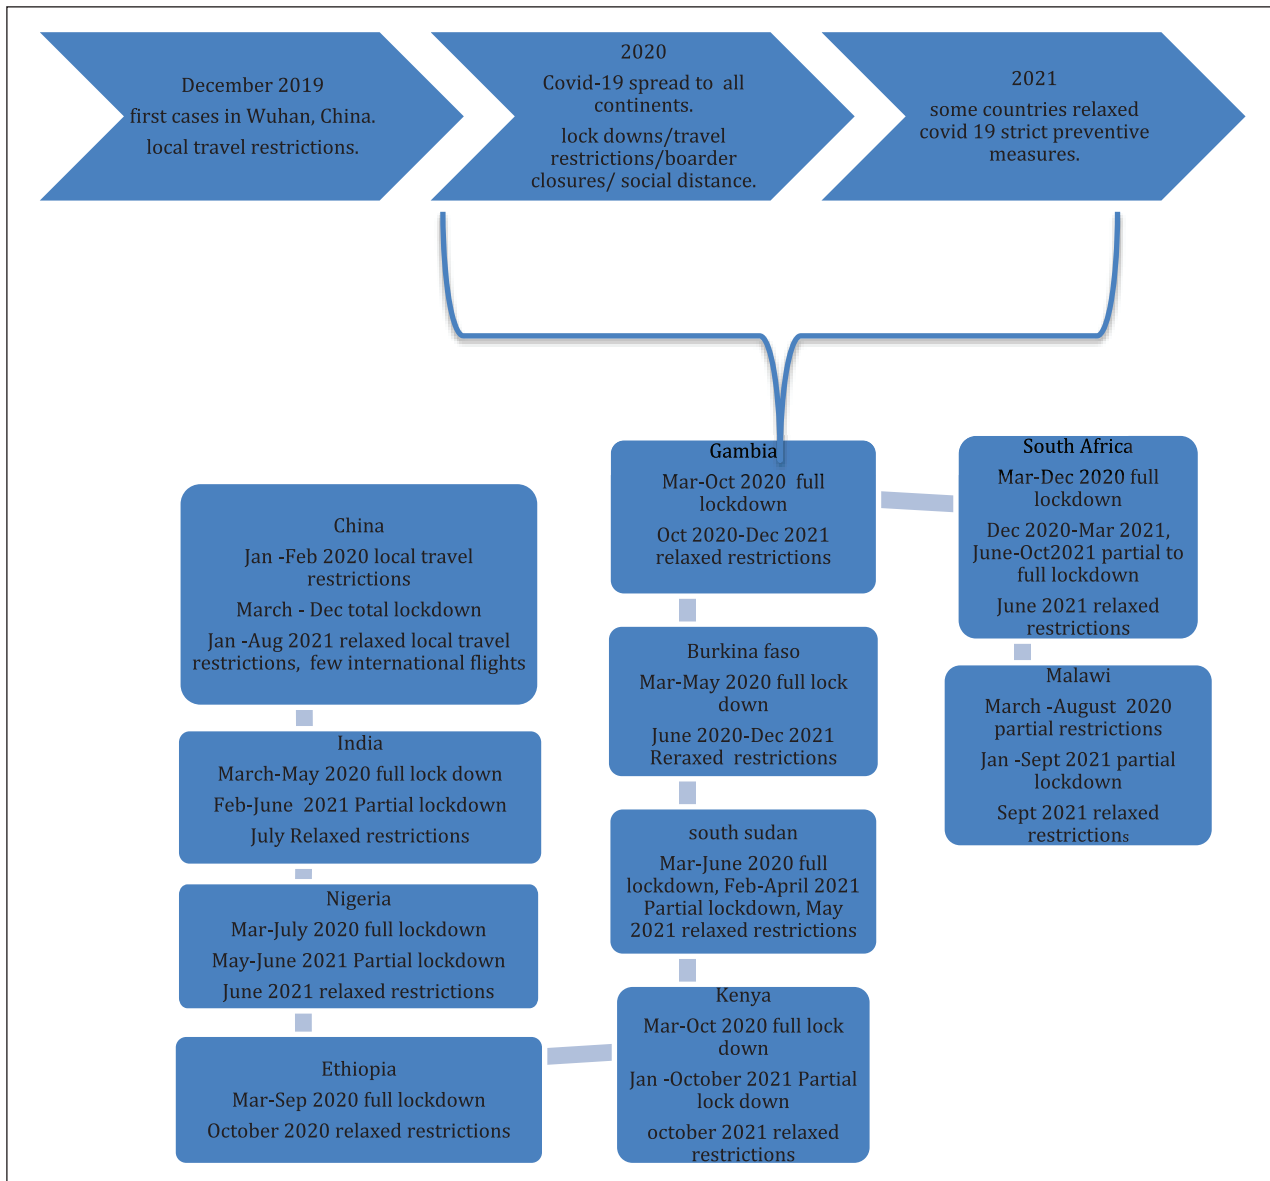 December 2019
first cases in Wuhan, China.
local travel restrictions.
2020
Covid-19 spread to all
continents.
lock downs/travel
restrictions/boarder
closures/ social distance.
2021
some countries relaxed
covid 19 strict preventive
measures.
China
Jan -Feb 2020 local travel
restrictions
March - Dec total lockdown
Jan -Aug 2021 relaxed local travel
restrictions, few international flights
India
March-May 2020 full lock down
Feb-June 2021 Partial lockdown
July Relaxed restrictions
Nigeria
Mar-July 2020 full lockdown
May-June 2021 Partial lockdown
June 2021 relaxed restrictions
Ethiopia
Mar-Sep 2020 full lockdown
October 2020 relaxed restrictions
Gambia
Mar-Oct 2020 full
lockdown
Oct 2020-Dec 2021
relaxed restrictions
Burkina faso
Mar-May 2020 full lock
down
June 2020-Dec 2021
Reraxed restrictions
south sudan
Mar-June 2020 full
lockdown, Feb-April 2021
Partial lockdown, May
2021 relaxed restrictions
Kenya
Mar-Oct 2020 full lock
down
Jan -October 2021 Partial
lock down
october 2021 relaxed
restrictions
South Africa
Mar-Dec 2020 full
lockdown
Dec 2020-Mar 2021,
June-Oct2021 partial to
full lockdown
June 2021 relaxed
restrictions
Malawi
March -August 2020
partial restrictions
Jan -Sept 2021 partial
lockdown
Sept 2021 relaxed
restrictions